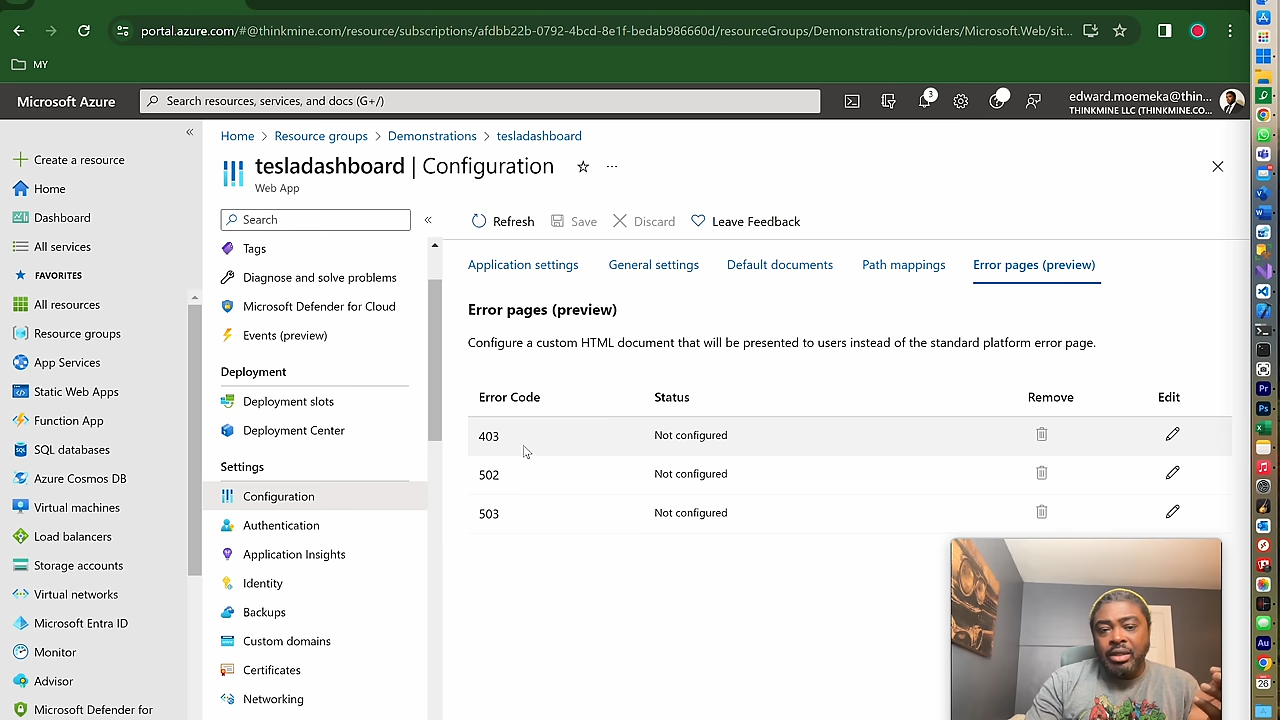 portal.azure.com/#@thinkmine.com/resource/subscriptions/afd1b22b-0792-4bcd-8e1f-bedab986660d/resourceGroups/Demonstrations/providers/Microsoft.Web/sit...
MY
Microsoft Azure
Search resources, services, and docs (G+/)
3
edward.moemeka@thin...
THINKMINE LLC (THINKMINE.CO...
Create a resource
Home
Dashboard
All services
FAVORITES
All resources
Resource groups
App Services
Static Web Apps
Function App
SQL databases
Azure Cosmos DB
Virtual machines
Load balancers
Storage accounts
Virtual networks
Microsoft Entra ID
Monitor
Advisor
Microsoft Defender for
Home > Resource groups > Demonstrations > tesladashboard
tesladashboard | Configuration
Web App
Search
Tags
Diagnose and solve problems
Microsoft Defender for Cloud
Events (preview)
Deployment
Deployment slots
Deployment Center
Settings
Configuration
Authentication
Application Insights
Identity
Backups
Custom domains
Certificates
Networking
Refresh Save Discard Leave Feedback
Application settings General settings Default documents Path mappings Error pages (preview)
Error pages (preview)
Configure a custom HTML document that will be presented to users instead of the standard platform error page.
Error Code Status Remove Edit
403 Not configured
502 Not configured
503 Not configured
Pr
Ps
Au
26